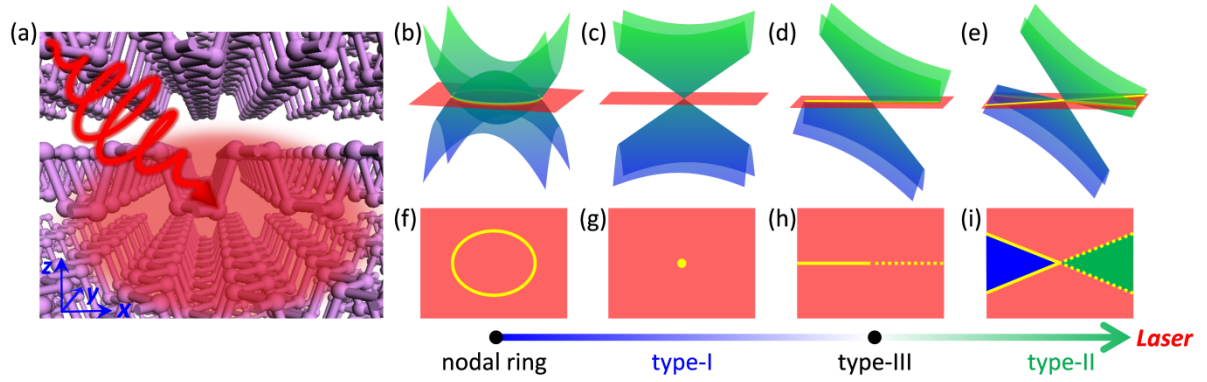 (a)
(b)
(c)
(d)
(e)
z
y
x
(f)
(g)
(h)
(i)
Laser
nodal ring
type-I
type-III
type-II